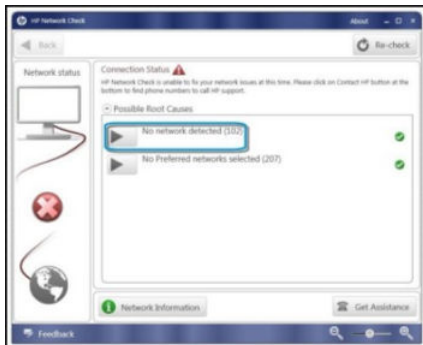 HP Network Check
About
Back
Re-check
Network status
Connection Status
HP Network Check is unable to fix your network issues at this time. Please click on Contact HP button at the
bottom to find phone numbers to call HP support.
Possible Root Causes
No network detected (102)
No Preferred networks selected (207)
Network Information
Get Assistance
Feedback